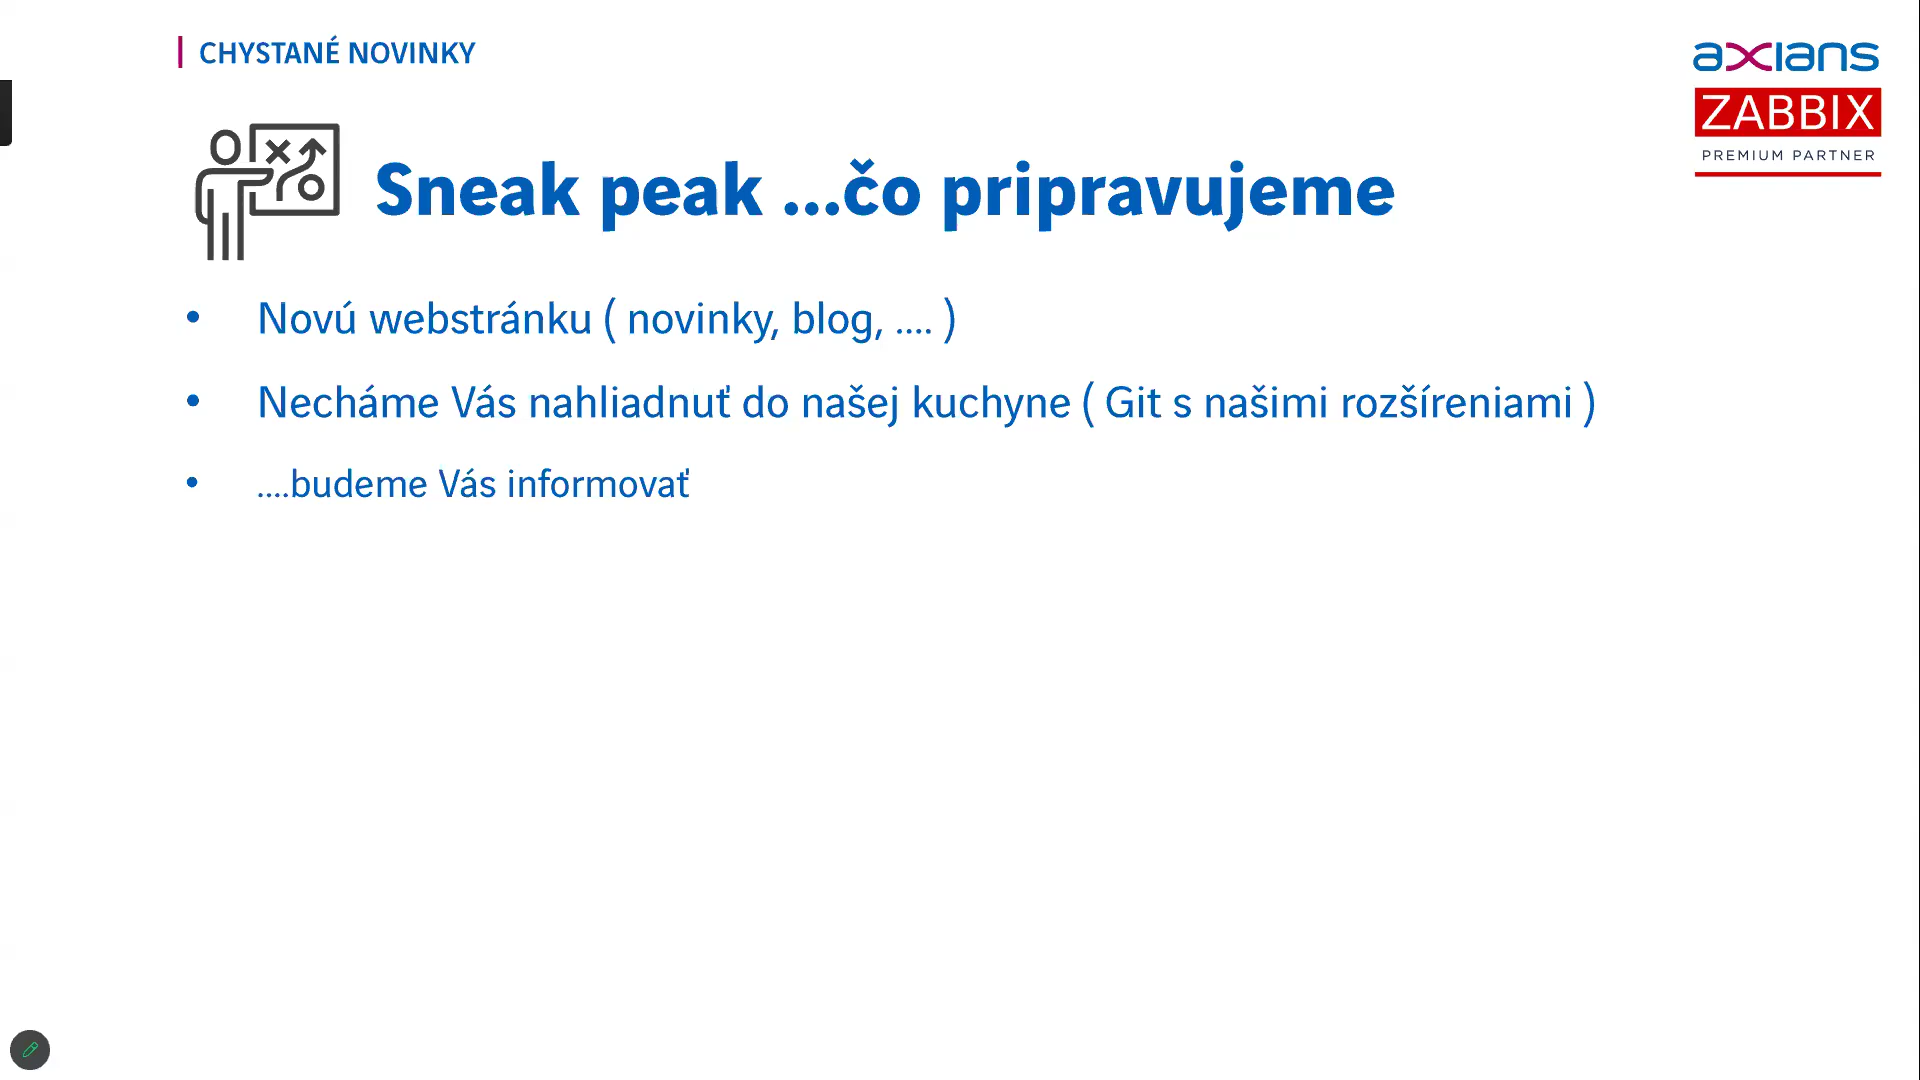 CHYSTANÉ NOVINKY
axians
ZABBIX
PREMIUM PARTNER
Sneak peak ...čo pripravujeme
• Novú webstránku ( novinky, blog, .... )
• Necháme Vás nahliadnuť do našej kuchyne ( Git s našimi rozšíreniami )
• ....budeme Vás informovať